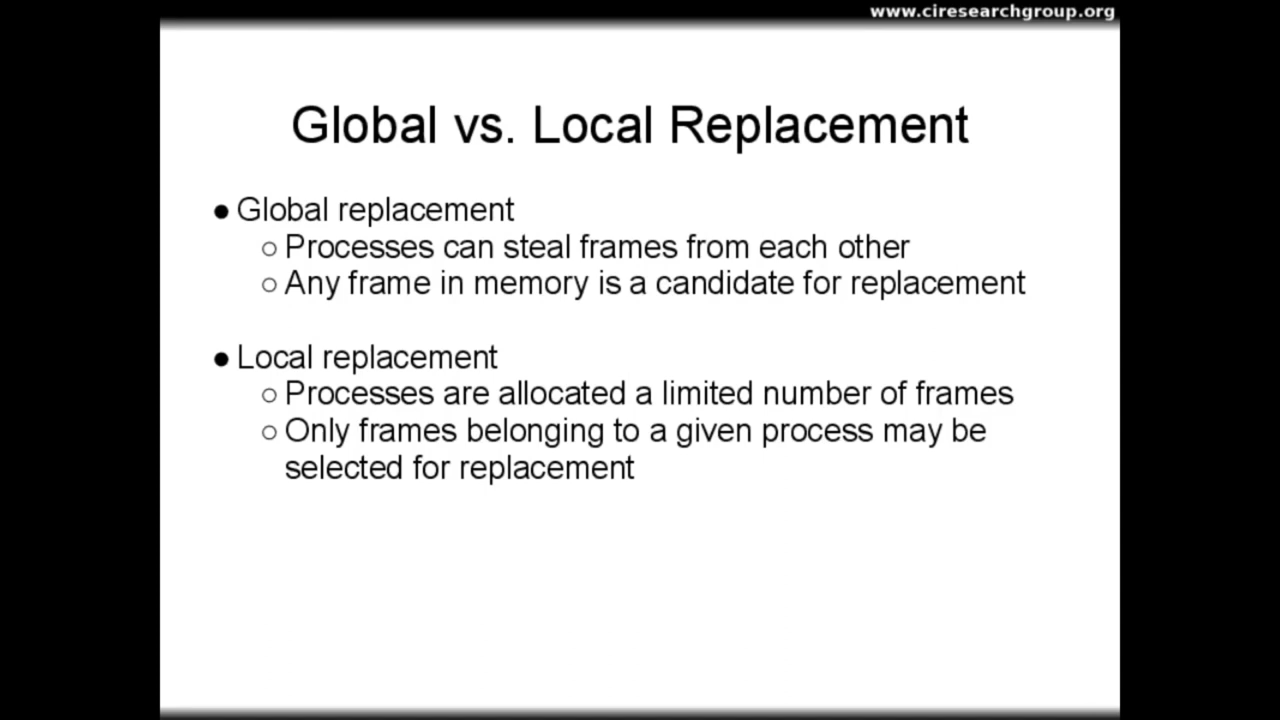 www.ciresearchgroup.org
Global vs. Local Replacement
● Global replacement
○ Processes can steal frames from each other
○ Any frame in memory is a candidate for replacement
● Local replacement
○ Processes are allocated a limited number of frames
○ Only frames belonging to a given process may be
selected for replacement